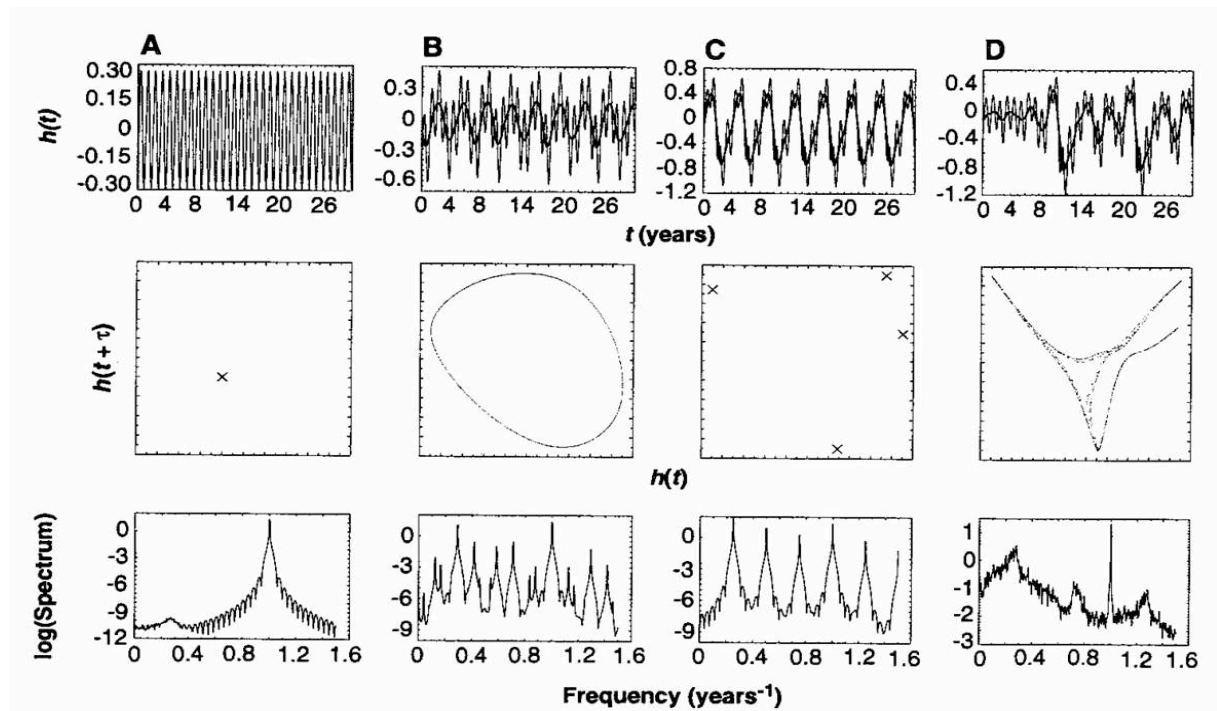 A B C D
h(t)
0.30
0.15
0
-0.15
-0.30
0.3
0
-0.3
-0.6
0.8
0.4
0
-0.4
-0.8
-1.2
0.4
0
-0.4
-0.8
-1.2
0 4 8 14 20 26
0 4 8 14 20 26
0 4 8 14 20 26
0 4 8 14 20 26
t (years)
h(t + τ)
h(t)
log(Spectrum)
0
-3
-6
-9
-12
0
-3
-6
-9
0
-3
-6
-9
1
0
-1
-2
-3
0 0.4 0.8 1.2 1.6
0 0.4 0.8 1.2 1.6
0 0.4 0.8 1.2 1.6
0 0.4 0.8 1.2 1.6
Frequency (years-1)